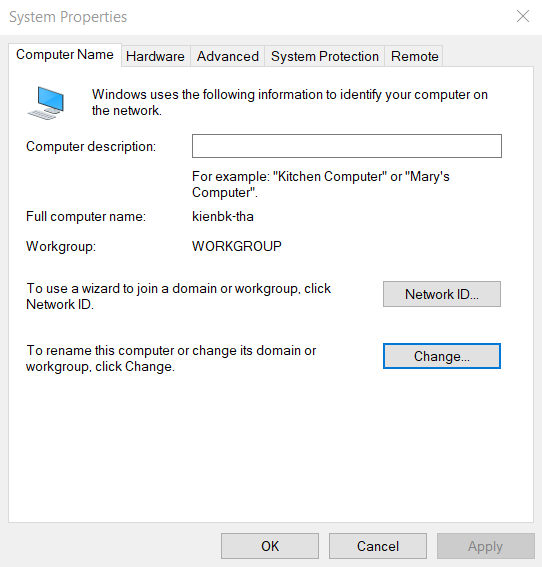 System Properties
Computer Name
Hardware
Advanced
System Protection
Remote
Windows uses the following information to identify your computer on
the network.
Computer description:
For example: "Kitchen Computer" or "Mary's
Computer".
Full computer name:
kienbk-tha
Workgroup:
WORKGROUP
To use a wizard to join a domain or workgroup, click
Network ID.
Network ID...
To rename this computer or change its domain or
workgroup, click Change.
Change...
OK
Cancel
Apply